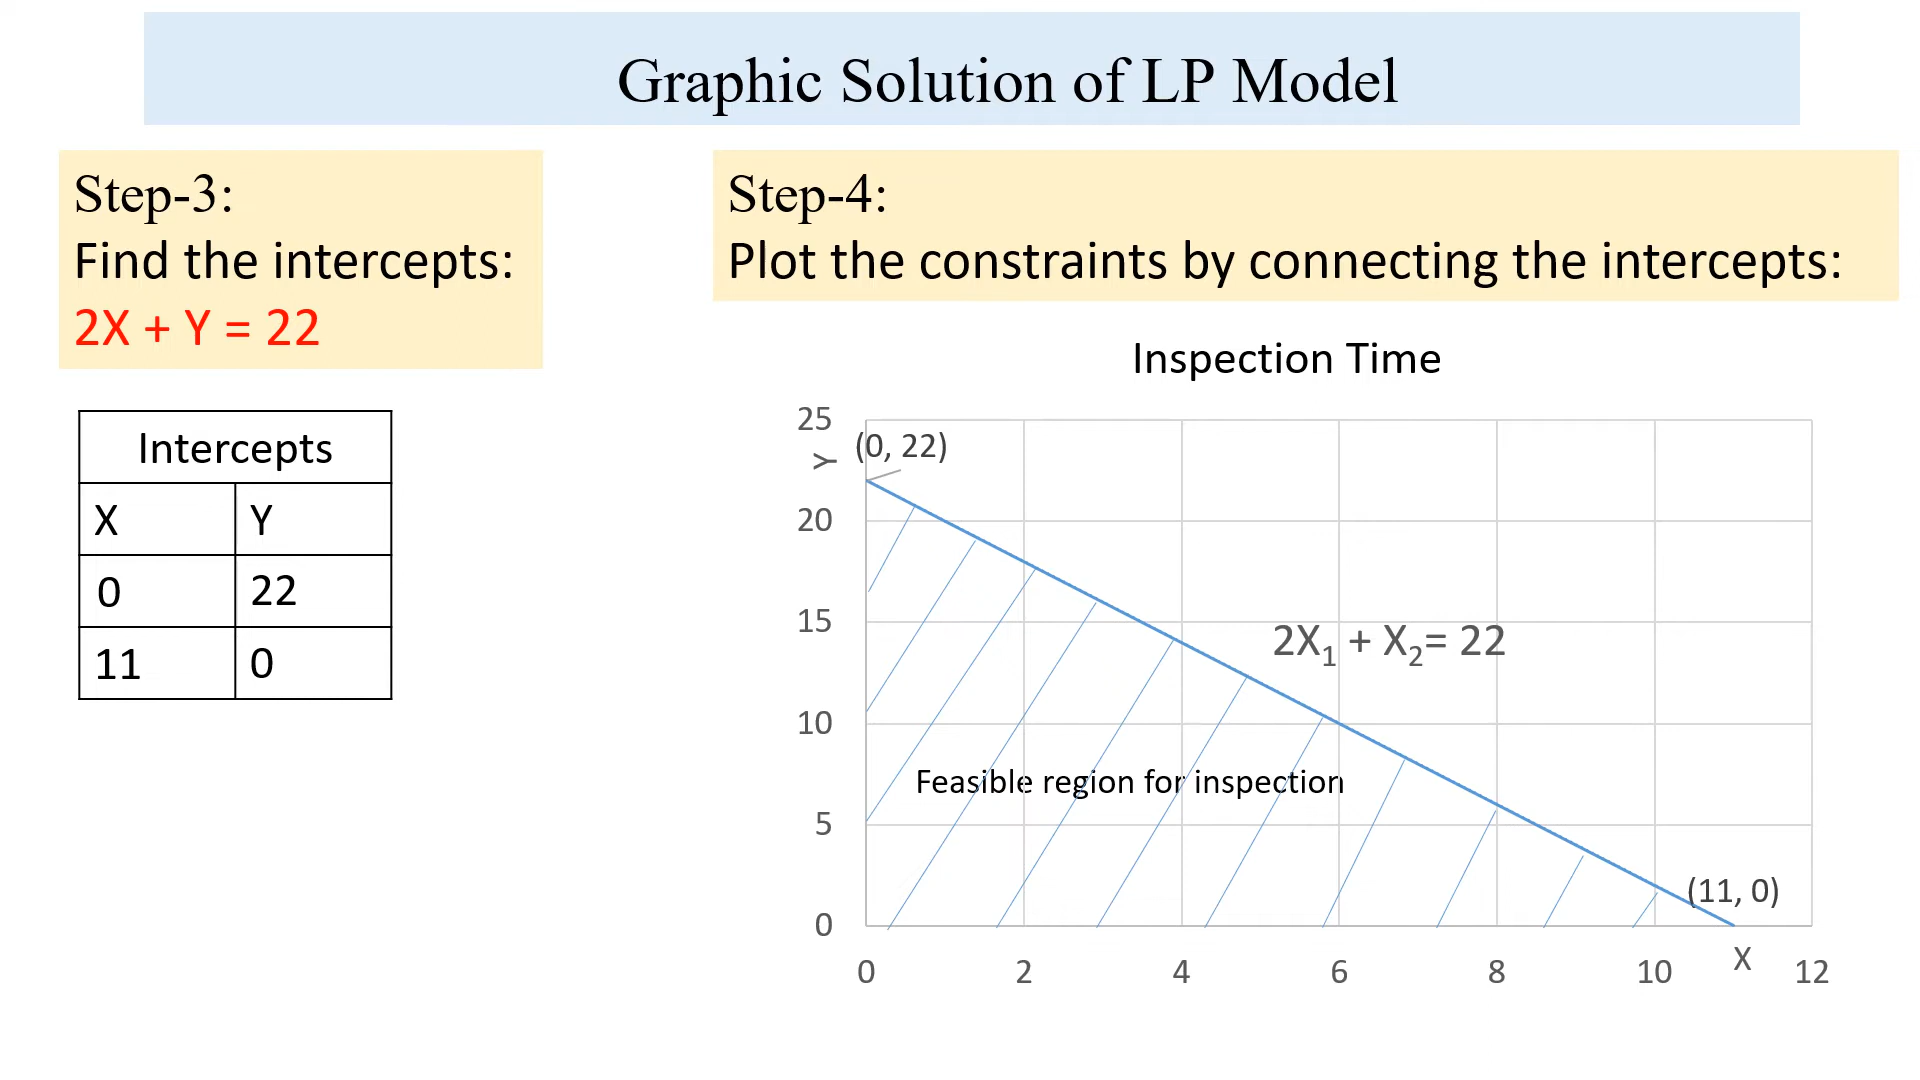 Graphic Solution of LP Model
Step-3:
Find the intercepts:
2X + Y = 22
Intercepts
X Y
0 22
11 0
Step-4:
Plot the constraints by connecting the intercepts:
Inspection Time
25
Y
(0, 22)
20
15
2X₁ + X₂= 22
10
Feasible region for inspection
5
(11, 0)
0
X
0 2 4 6 8 10 12